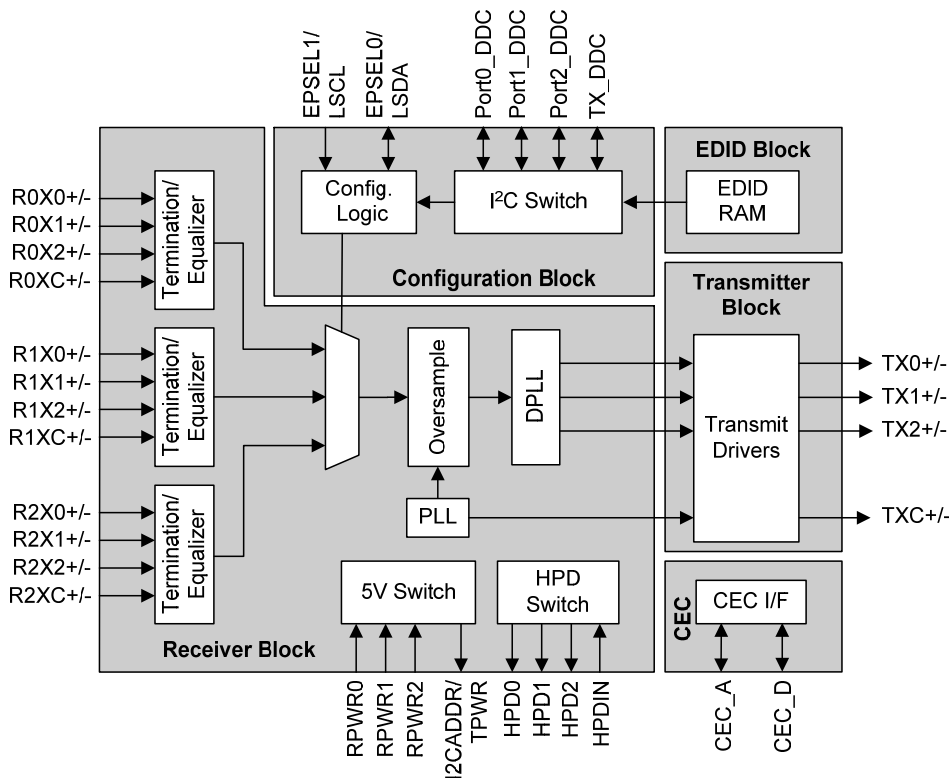 EPSEL1/
LSCL
EPSEL0/
LSDA
Port0_DDC
Port1_DDC
Port2_DDC
TX_DDC
Config.
Logic
I²C Switch
Configuration Block
EDID Block
EDID
RAM
R0X0+/-
R0X1+/-
R0X2+/-
R0XC+/-
Termination/
Equalizer
R1X0+/-
R1X1+/-
R1X2+/-
R1XC+/-
Termination/
Equalizer
R2X0+/-
R2X1+/-
R2X2+/-
R2XC+/-
Termination/
Equalizer
Oversample
DPLL
PLL
Transmitter
Block
Transmit
Drivers
TX0+/-
TX1+/-
TX2+/-
TXC+/-
5V Switch
HPD
Switch
Receiver Block
RPWR0
RPWR1
RPWR2
I2CADDR/
TPWR
HPD0
HPD1
HPD2
HPDIN
CEC
CEC I/F
CEC_A
CEC_D